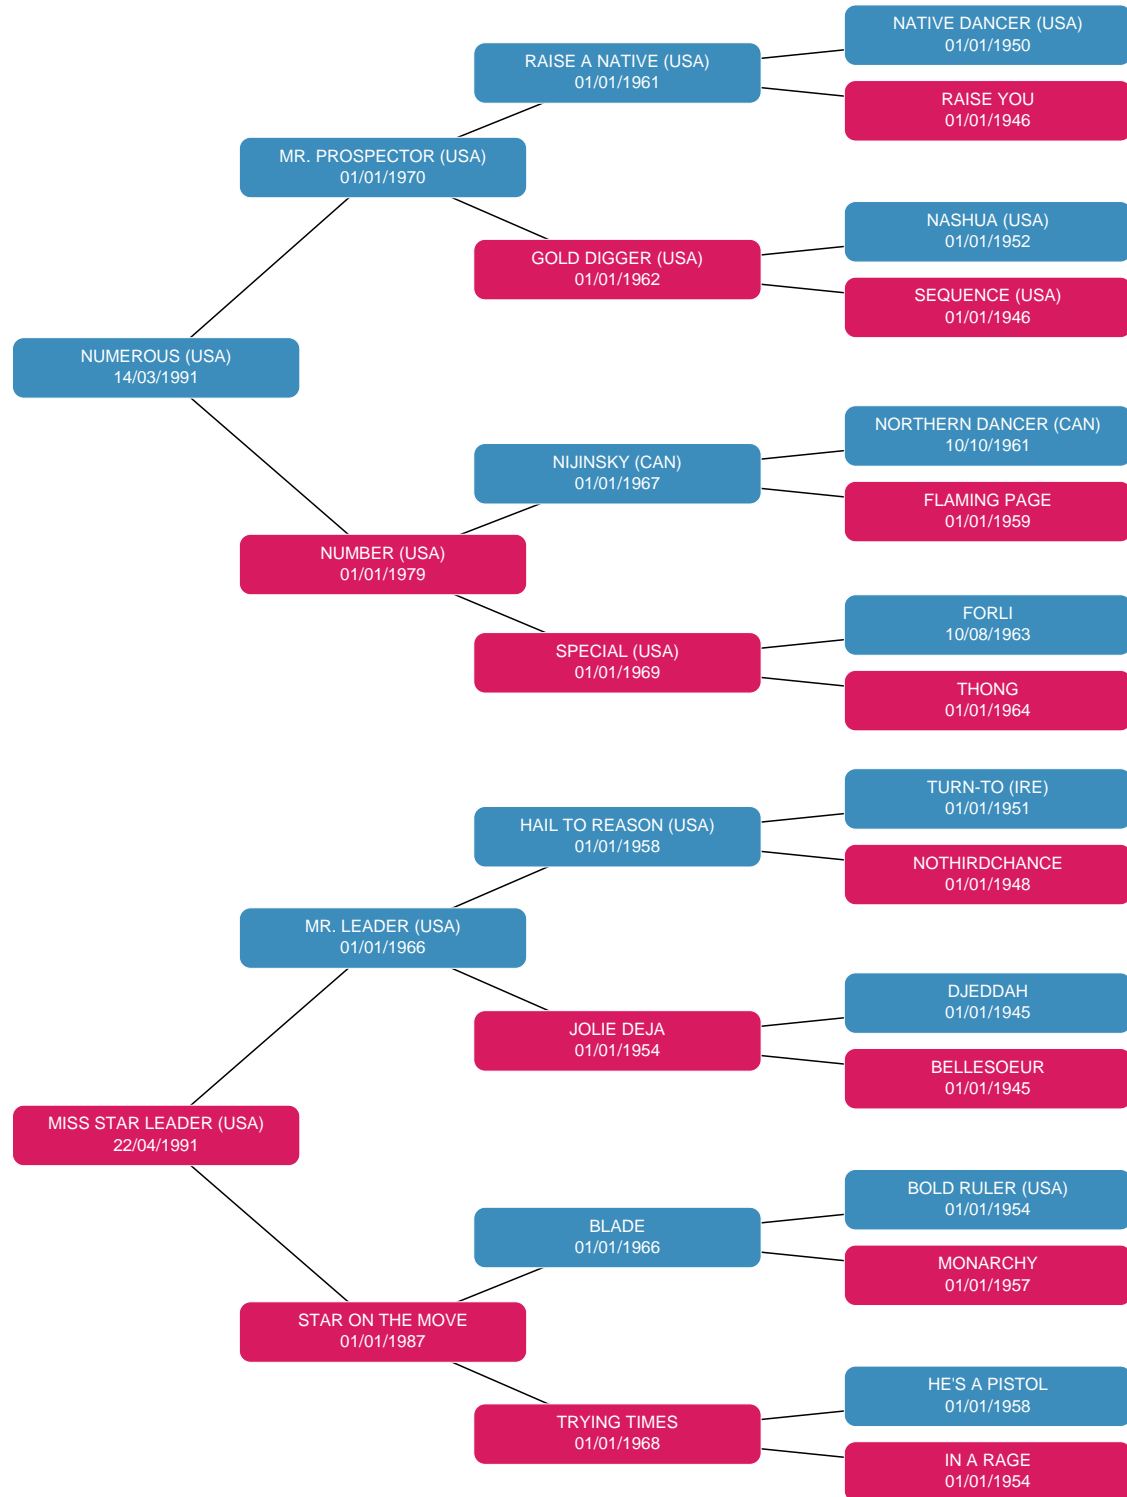 NATIVE DANCER (USA)
01/01/1950
RAISE A NATIVE (USA)
01/01/1961
RAISE YOU
01/01/1946
MR. PROSPECTOR (USA)
01/01/1970
NASHUA (USA)
01/01/1952
GOLD DIGGER (USA)
01/01/1962
SEQUENCE (USA)
01/01/1946
NUMEROUS (USA)
14/03/1991
NORTHERN DANCER (CAN)
10/10/1961
NIJINSKY (CAN)
01/01/1967
FLAMING PAGE
01/01/1959
NUMBER (USA)
01/01/1979
FORLI
10/08/1963
SPECIAL (USA)
01/01/1969
THONG
01/01/1964
TURN-TO (IRE)
01/01/1951
HAIL TO REASON (USA)
01/01/1958
NOTHIRDCHANCE
01/01/1948
MR. LEADER (USA)
01/01/1966
DJEDDAH
01/01/1945
JOLIE DEJA
01/01/1954
BELLESOEUR
01/01/1945
MISS STAR LEADER (USA)
22/04/1991
BOLD RULER (USA)
01/01/1954
BLADE
01/01/1966
MONARCHY
01/01/1957
STAR ON THE MOVE
01/01/1987
HE'S A PISTOL
01/01/1958
TRYING TIMES
01/01/1968
IN A RAGE
01/01/1954